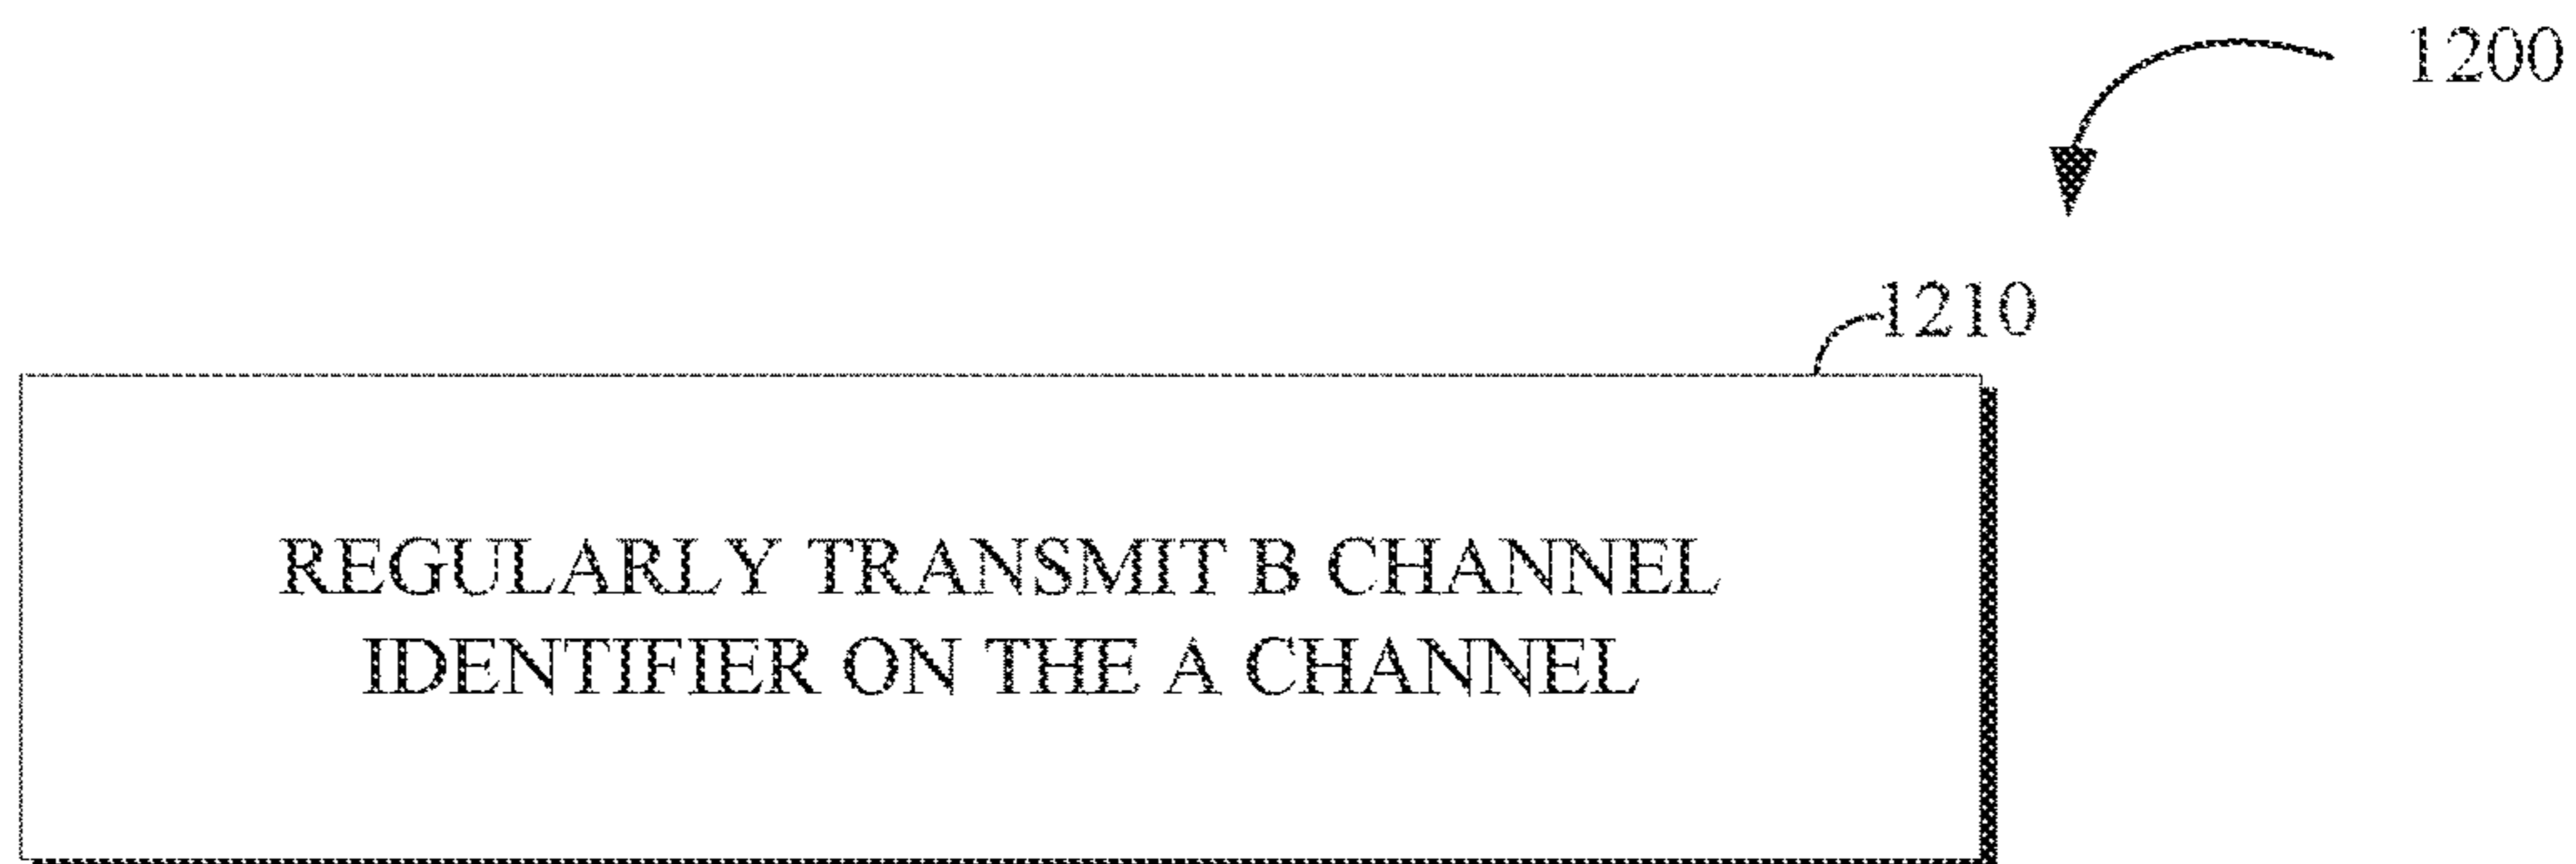 1200
1210
REGULARLY TRANSMIT B CHANNEL
IDENTIFIER ON THE A CHANNEL